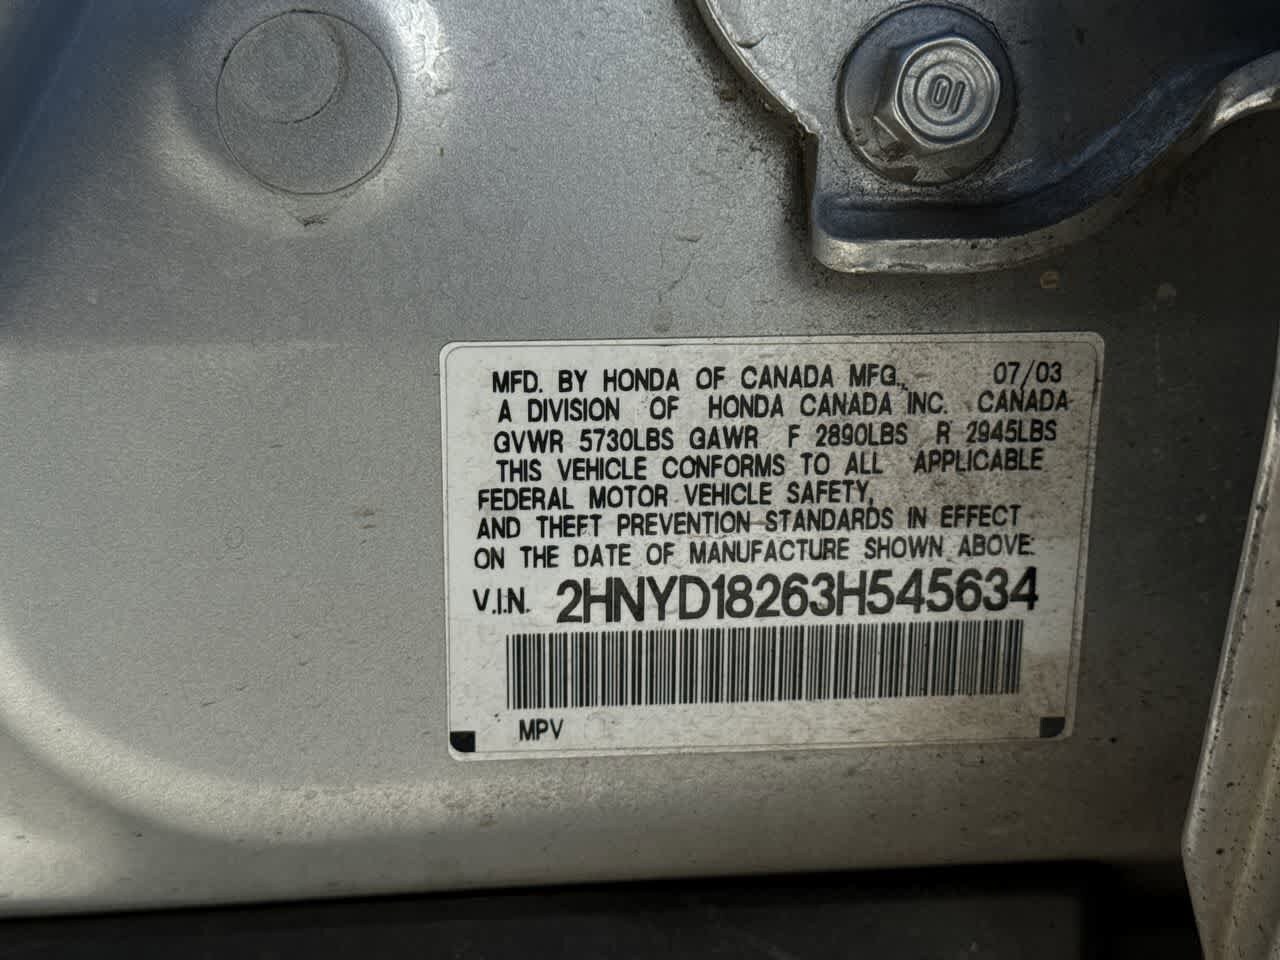 MFD. BY HONDA OF CANADA MFG., 07/03
A DIVISION OF HONDA CANADA INC. CANADA
GVWR 5730LBS GAWR F 2890LBS R 2945LBS
THIS VEHICLE CONFORMS TO ALL APPLICABLE
FEDERAL MOTOR VEHICLE SAFETY,
AND THEFT PREVENTION STANDARDS IN EFFECT
ON THE DATE OF MANUFACTURE SHOWN ABOVE.
V.I.N. 2HNYD18263H545634
MPV